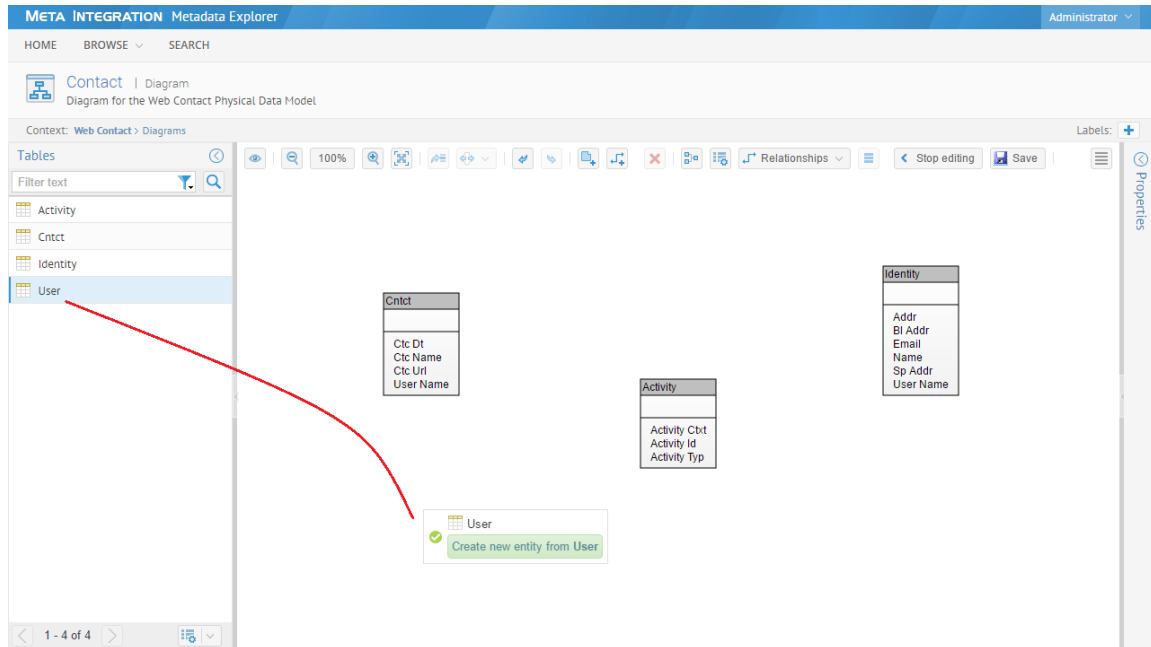 META INTEGRATION Metadata Explorer
Administrator
HOME BROWSE SEARCH
Contact | Diagram
Diagram for the Web Contact Physical Data Model
Context: Web Contact > Diagrams
Labels:
Tables
100%
Relationships
Stop editing
Save
Properties
Filter text
Activity
Cntct
Identity
User
Cntct
Ctc Dt
Ctc Name
Ctc Url
User Name
Activity
Activity Ctxt
Activity Id
Activity Typ
Identity
Addr
Bl Addr
Email
Name
Sp Addr
User Name
User
Create new entity from User
1 - 4 of 4